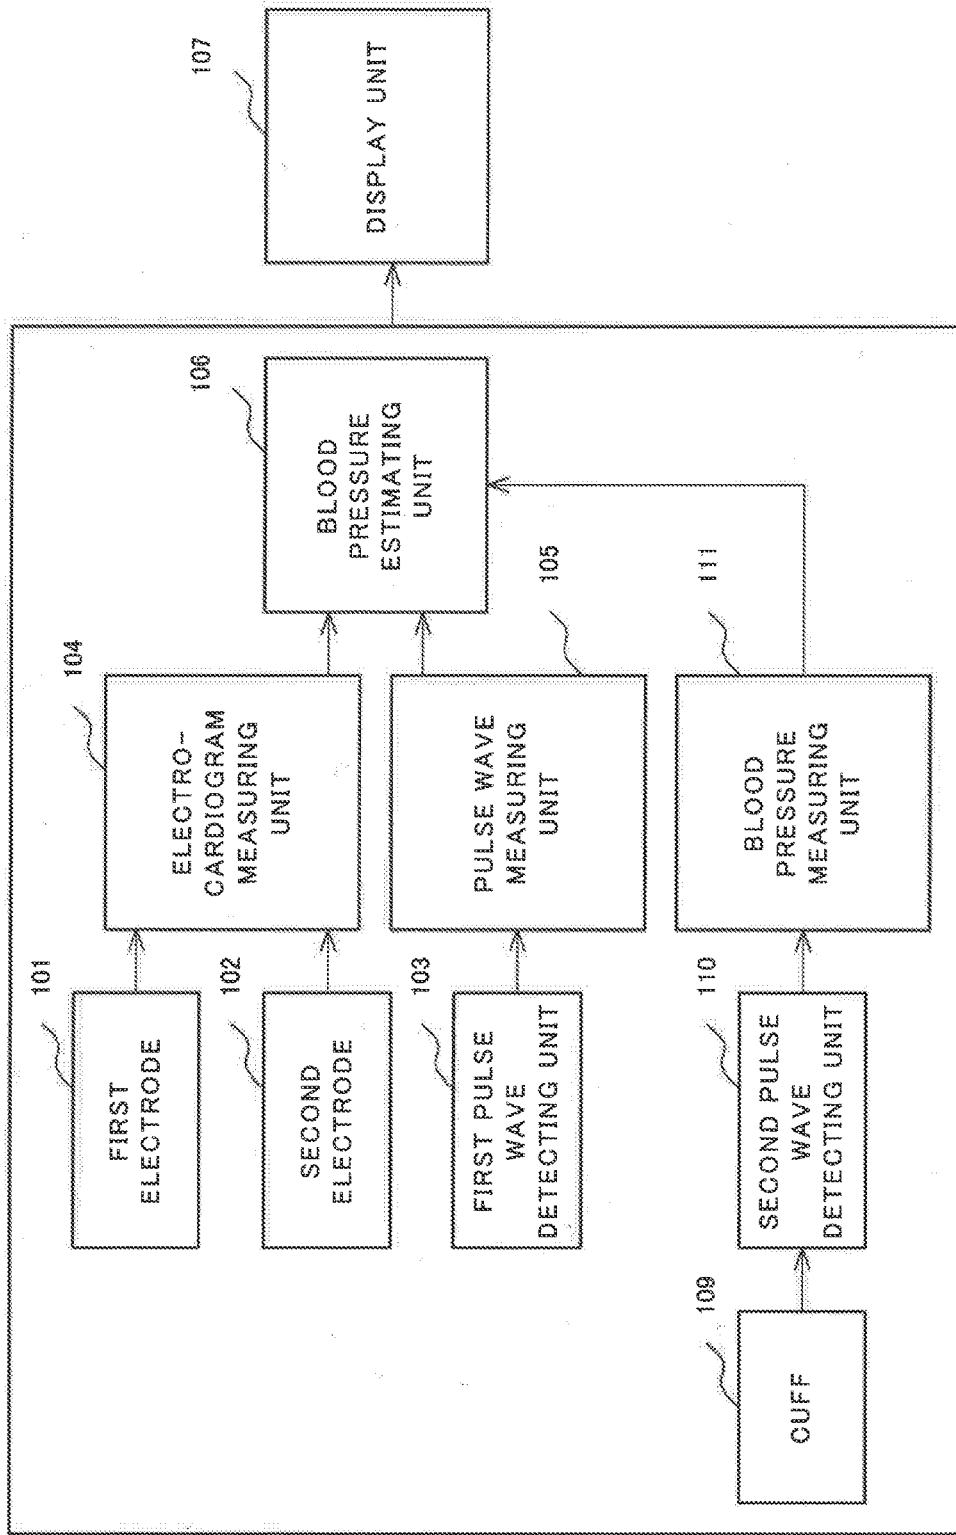 101
FIRST
ELECTRODE
102
SECOND
ELECTRODE
103
FIRST PULSE
WAVE
DETECTING UNIT
109
CUFF
110
SECOND PULSE
WAVE
DETECTING UNIT
104
ELECTRO-
CARDIOGRAM
MEASURING
UNIT
105
PULSE WAVE
MEASURING
UNIT
111
BLOOD
PRESSURE
MEASURING
UNIT
106
BLOOD
PRESSURE
ESTIMATING
UNIT
107
DISPLAY UNIT